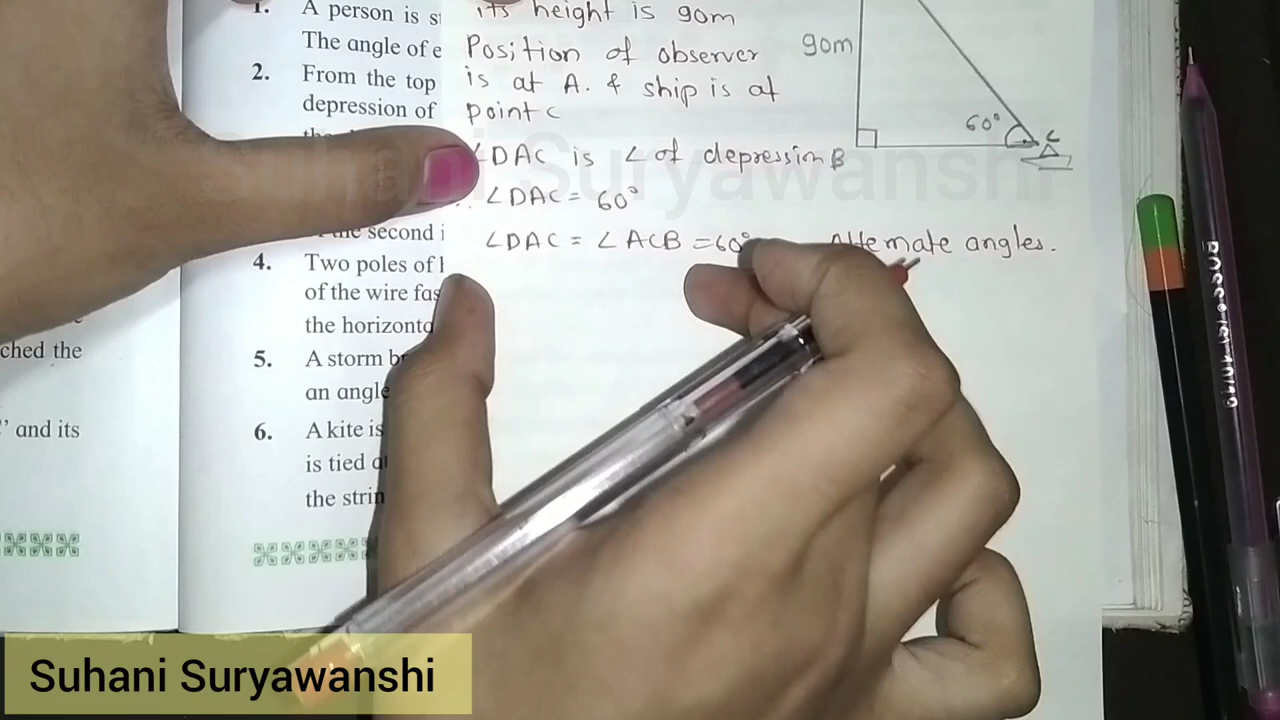 1. A person is
its height is 90m
The angle of e
Position of observer
90m
2. From the top
is at A. & ship is at
depression of
point C
60°
C
∠DAC is ∠ of depression
B
∠DAC = 60°
the second i
∠DAC = ∠ACB = 60° Alternate angles.
4. Two poles of
of the wire fas
the horizonta
ched the
5. A storm
an angle
' and its
6. A kite is
is tied
the strin
Suhani Suryawanshi
Suhani Suryawanshi